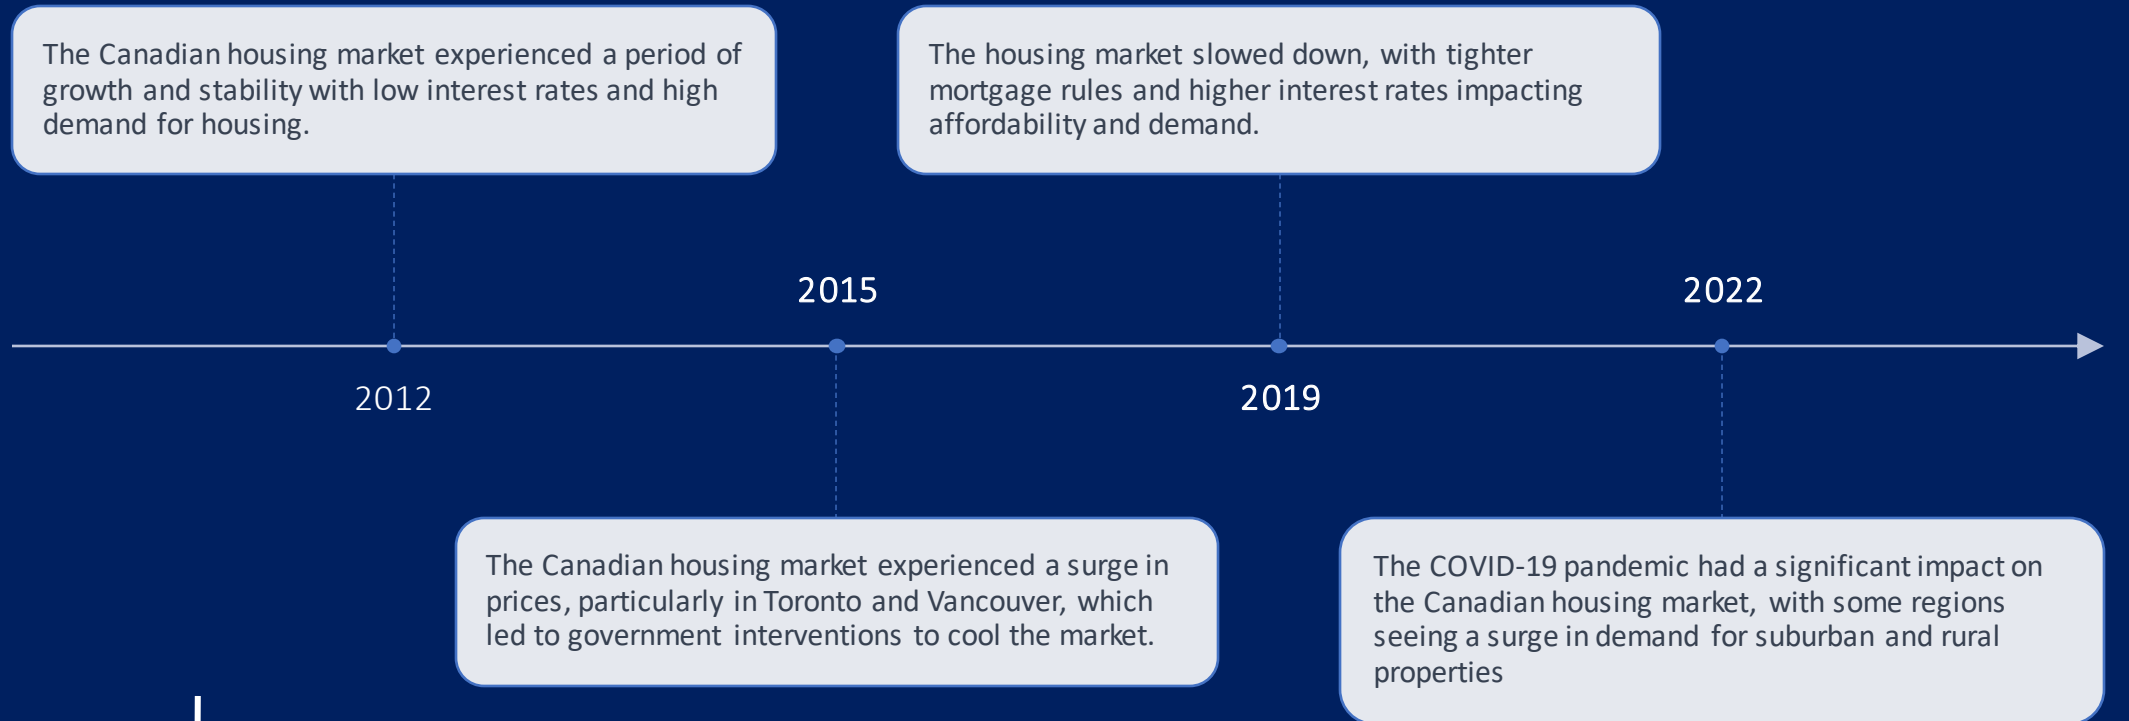 The Canadian housing market experienced a period of
growth and stability with low interest rates and high
demand for housing.
The housing market slowed down, with tighter
mortgage rules and higher interest rates impacting
affordability and demand.
2015
2022
2012
2019
The Canadian housing market experienced a surge in
prices, particularly in Toronto and Vancouver, which
led to government interventions to cool the market.
The COVID-19 pandemic had a significant impact on
the Canadian housing market, with some regions
seeing a surge in demand for suburban and rural
properties